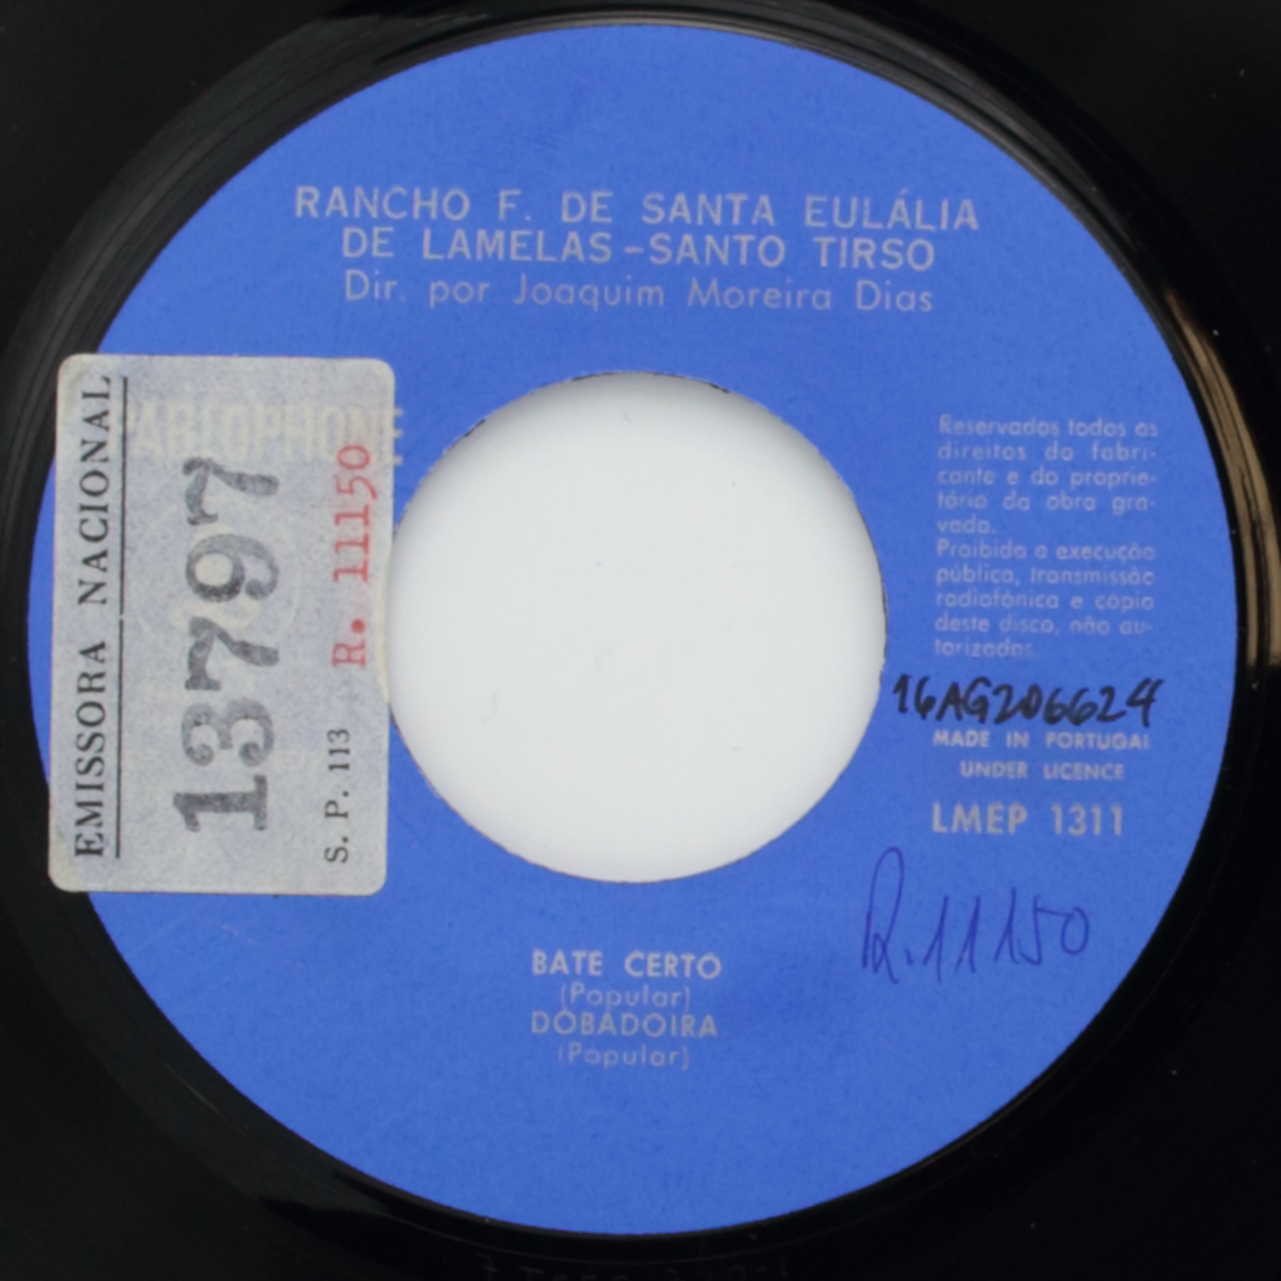 RANCHO F. DE SANTA EULÁLIA
DE LAMELAS-SANTO TIRSO
Dir. por Joaquim Moreira Dias
PARLOPHONE
EMISSORA NACIONAL
13797
R. 11150
S. P. 113
Reservados todos os
direitos do fabri-
cante e do proprie-
tário da obra gra-
vada.
Proibida a execução
pública, transmissão
radiofónica e cópia
deste disco, não au-
torizadas.
16AG206624
MADE IN PORTUGAL
UNDER LICENCE
LMEP 1311
R.11150
BATE CERTO
(Popular)
DOBADOIRA
(Popular)